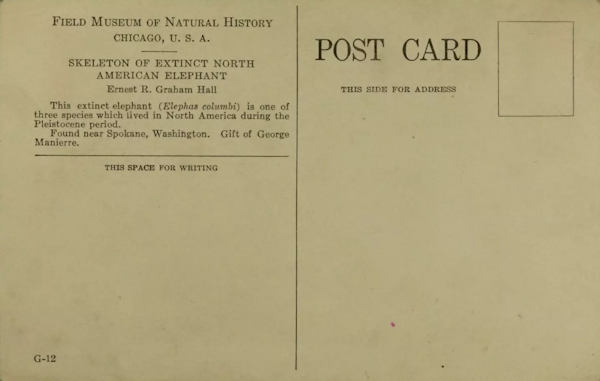 FIELD MUSEUM OF NATURAL HISTORY
CHICAGO, U. S. A.
SKELETON OF EXTINCT NORTH
AMERICAN ELEPHANT
Ernest R. Graham Hall
This extinct elephant (Elephas columbi) is one of
three species which lived in North America during the
Pleistocene period.
Found near Spokane, Washington. Gift of George
Manierre.
THIS SPACE FOR WRITING
G-12
POST CARD
THIS SIDE FOR ADDRESS